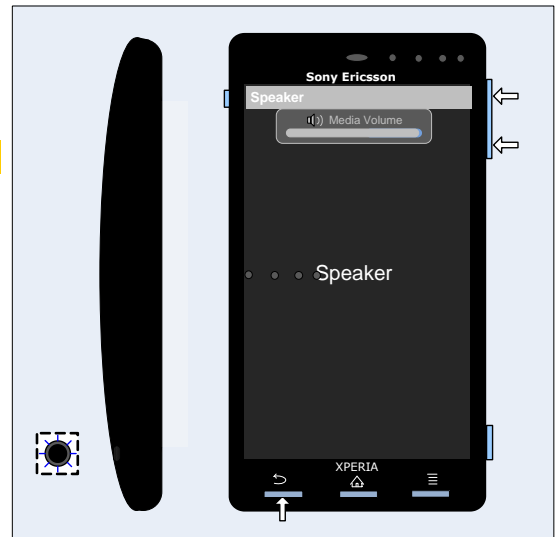 Sony Ericsson
Speaker
Media Volume
Speaker
XPERIA